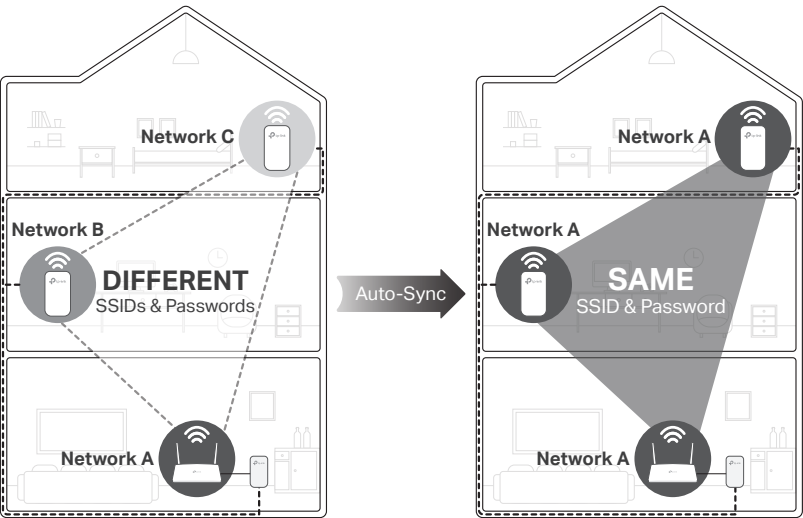 Network C
Network B
DIFFERENT
SSIDs & Passwords
Network A
Auto-Sync
Network A
Network A
SAME
SSID & Password
Network A